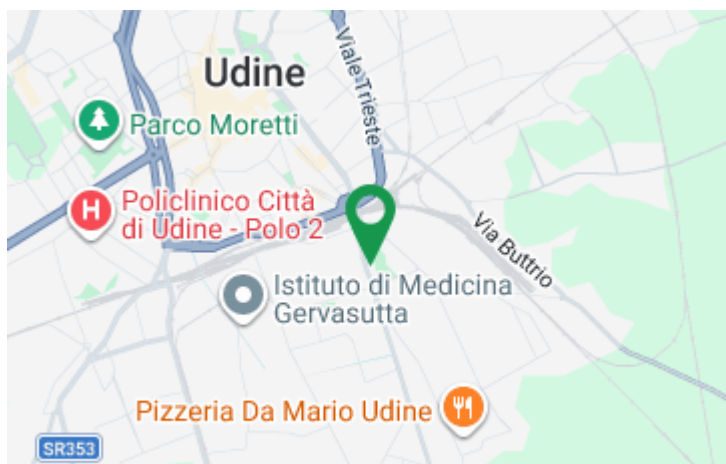 Udine
Viale Trieste
Parco Moretti
H
Policlinico Città
di Udine - Polo 2
Via Buttrio
Istituto di Medicina
Gervasutta
Pizzeria Da Mario Udine
SR353